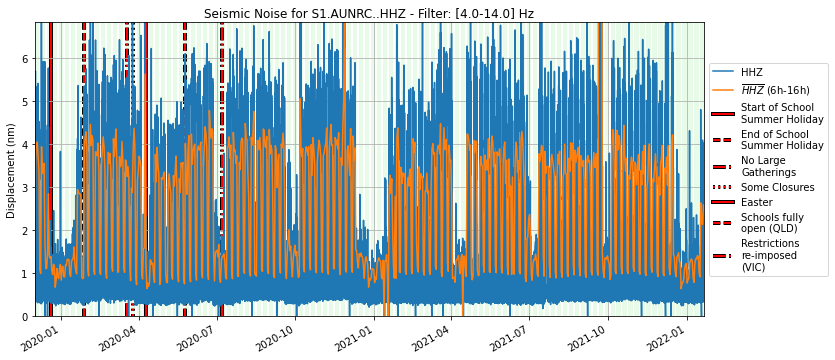 Seismic Noise for S1.AUNRC..HHZ - Filter: [4.0-14.0] Hz
Displacement (nm)
6
5
4
3
2
1
0
2020-01
2020-04
2020-07
2020-10
2021-01
2021-04
2021-07
2021-10
2022-01
HHZ
HHZ (6h-16h)
Start of School
Summer Holiday
End of School
Summer Holiday
No Large
Gatherings
Some Closures
Easter
Schools fully
open (QLD)
Restrictions
re-imposed
(VIC)